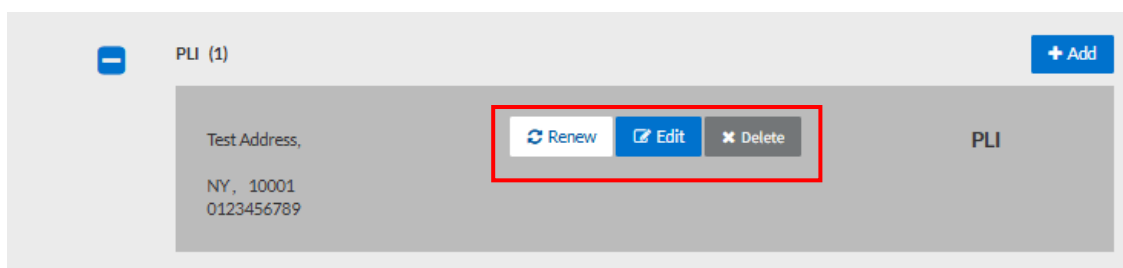 PLI (1)
+ Add
Test Address,
Renew
Edit
Delete
PLI
NY, 10001
0123456789